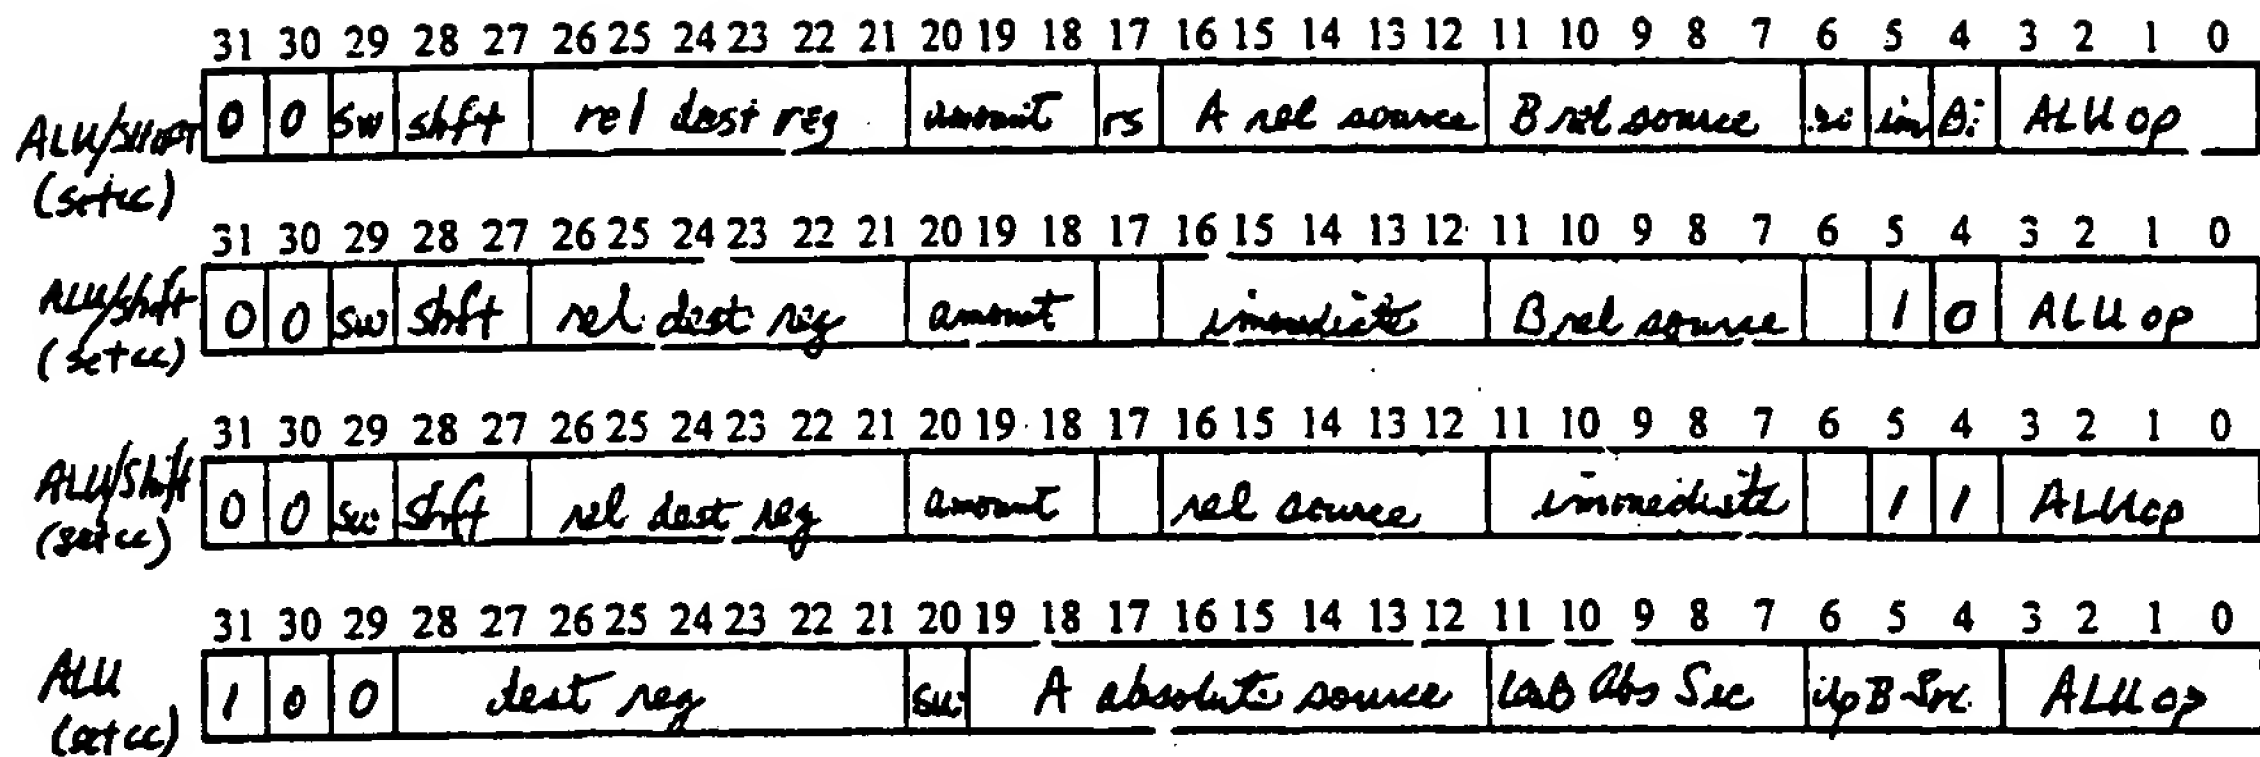 31 30 29 28 27 26 25 24 23 22 21 20 19 18 17 16 15 14 13 12 11 10 9 8 7 6 5 4 3 2 1 0
ALU/Shift 0 0 sw shft rel dest reg amount rs A rel source B rel source im Bi ALU op
(setcc)
31 30 29 28 27 26 25 24 23 22 21 20 19 18 17 16 15 14 13 12 11 10 9 8 7 6 5 4 3 2 1 0
ALU/shift 0 0 sw shft rel dest reg amount immediate B rel source 1 0 ALU op
(setcc)
31 30 29 28 27 26 25 24 23 22 21 20 19 18 17 16 15 14 13 12 11 10 9 8 7 6 5 4 3 2 1 0
ALU/Shift 0 0 sw shft rel dest reg amount rel source immediate 1 1 ALU op
(setcc)
31 30 29 28 27 26 25 24 23 22 21 20 19 18 17 16 15 14 13 12 11 10 9 8 7 6 5 4 3 2 1 0
ALU 1 0 0 dest reg sw A absolute source B Abs Src B Src ALU op
(setcc)